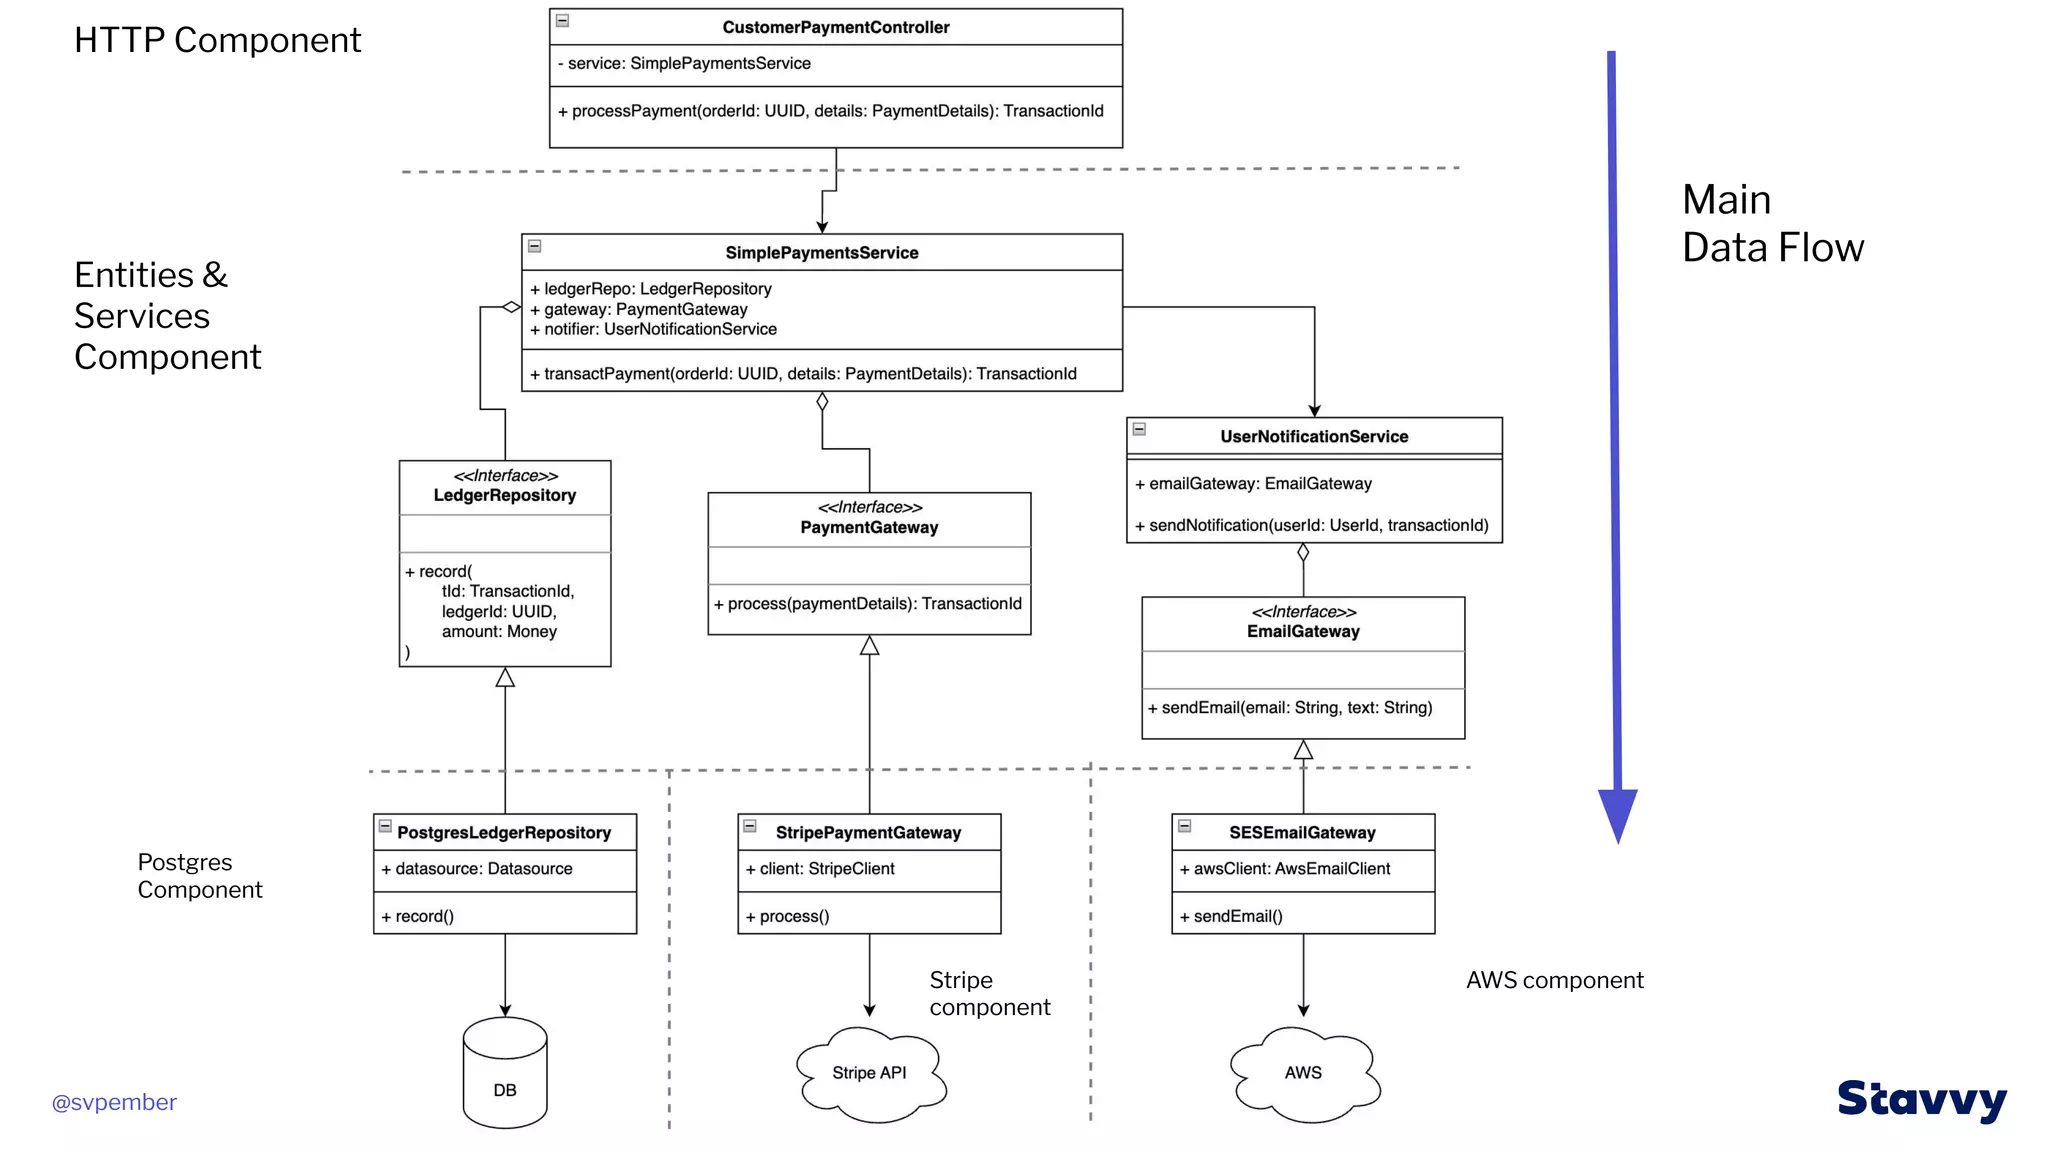 HTTP Component
CustomerPaymentController
- service: SimplePaymentsService
+ processPayment(orderId: UUID, details: PaymentDetails): TransactionId
Main
Data Flow
Entities &
Services
Component
SimplePaymentsService
+ ledgerRepo: LedgerRepository
+ gateway: PaymentGateway
+ notifier: UserNotificationService
+ transactPayment(orderId: UUID, details: PaymentDetails): TransactionId
UserNotificationService
+ emailGateway: EmailGateway
+ sendNotification(userId: UserId, transactionId)
<<Interface>>
LedgerRepository
+ record(
tId: TransactionId,
ledgerId: UUID,
amount: Money
)
<<Interface>>
PaymentGateway
+ process(paymentDetails): TransactionId
<<Interface>>
EmailGateway
+ sendEmail(email: String, text: String)
Postgres
Component
PostgresLedgerRepository
+ datasource: Datasource
+ record()
StripePaymentGateway
+ client: StripeClient
+ process()
SESEmailGateway
+ awsClient: AwsEmailClient
+ sendEmail()
Stripe
component
AWS component
DB
Stripe API
AWS
@svpember
Stavvy